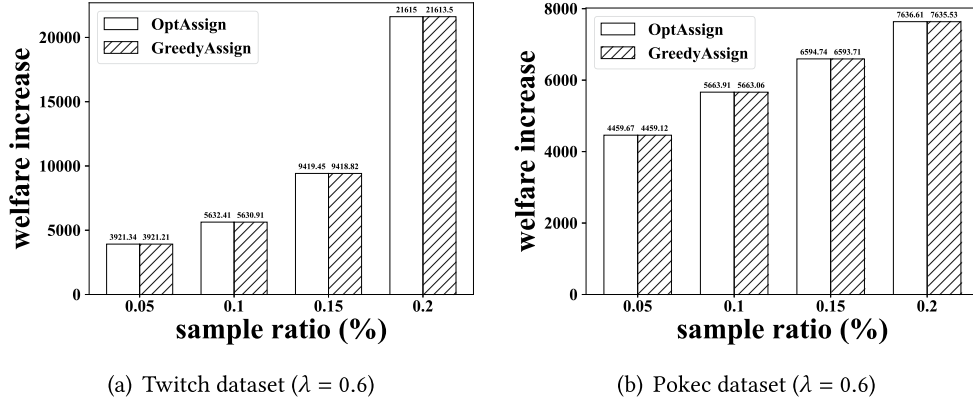 OptAssign
GreedyAssign
welfare increase
20000
15000
10000
5000
0
3921.34 3921.21
5632.41 5630.91
9419.45 9418.82
21615 21613.5
0.05 0.1 0.15 0.2
sample ratio (%)
(a) Twitch dataset (λ = 0.6)
OptAssign
GreedyAssign
welfare increase
8000
6000
4000
2000
0
4459.67 4459.12
5663.91 5663.06
6594.74 6593.71
7636.61 7635.53
0.05 0.1 0.15 0.2
sample ratio (%)
(b) Pokec dataset (λ = 0.6)